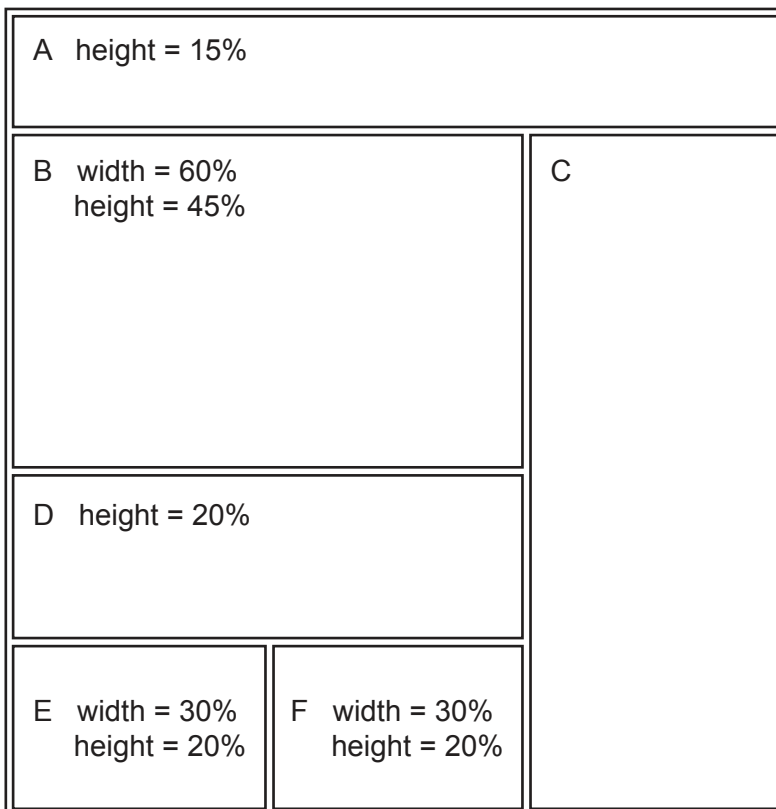 A height = 15%
B width = 60%
height = 45%
C
D height = 20%
E width = 30%
height = 20%
F width = 30%
height = 20%